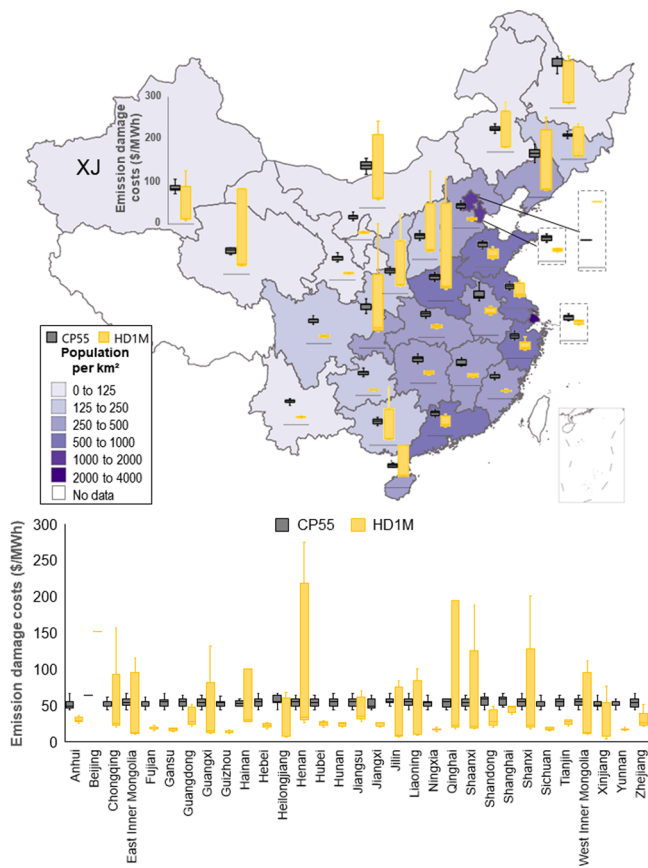 300
200
100
0
Emission damage
costs ($/MWh)
XJ
CP55 HD1M
Population
per km²
0 to 125
125 to 250
250 to 500
500 to 1000
1000 to 2000
2000 to 4000
No data
CP55 HD1M
Emission damage costs ($/MWh)
300
250
200
150
100
50
0
Anhui
Beijing
Chongqing
East Inner Mongolia
Fujian
Gansu
Guangdong
Guangxi
Guizhou
Hainan
Hebei
Heilongjiang
Henan
Hubei
Hunan
Jiangsu
Jiangxi
Jilin
Liaoning
Ningxia
Qinghai
Shaanxi
Shandong
Shanghai
Shanxi
Sichuan
Tianjin
West Inner Mongolia
Xinjiang
Yunnan
Zhejiang